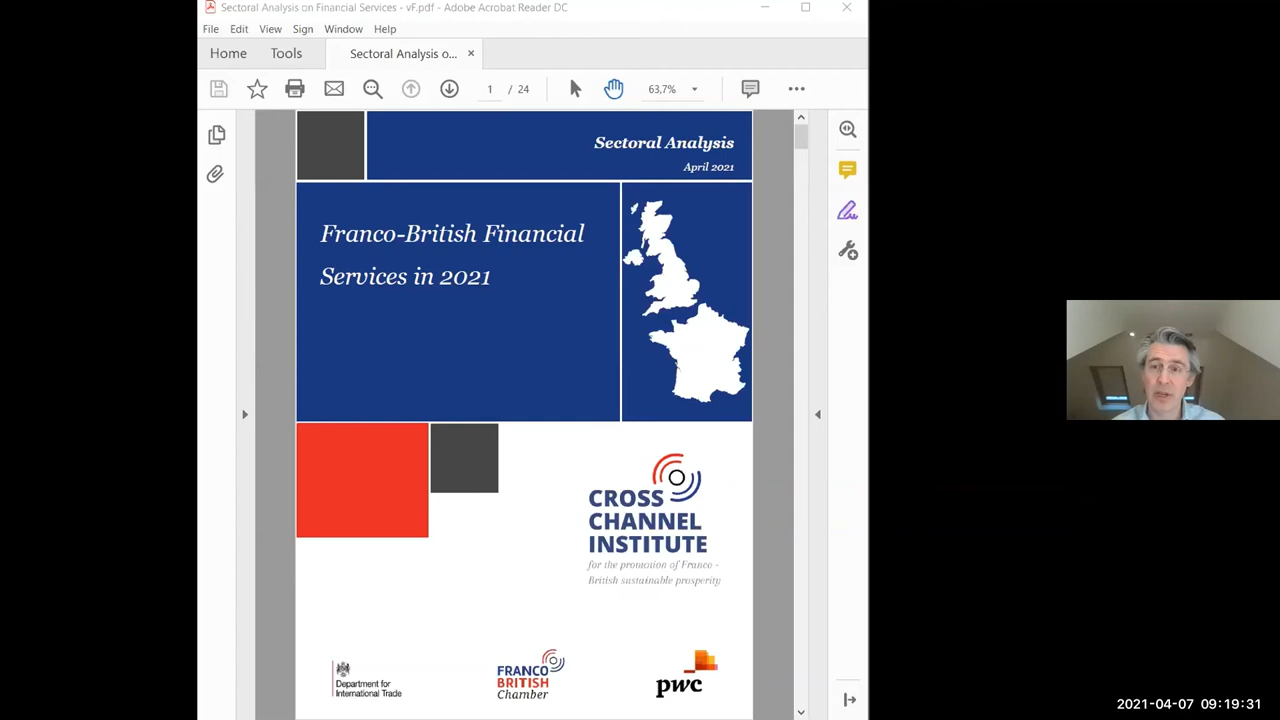 Sectoral Analysis on Financial Services - vF.pdf - Adobe Acrobat Reader DC
File Edit View Sign Window Help
Home Tools Sectoral Analysis o... ×
1 / 24 63,7%
Sectoral Analysis
April 2021
Franco-British Financial
Services in 2021
CROSS
CHANNEL
INSTITUTE
for the promotion of Franco -
British sustainable prosperity
Department for
International Trade
FRANCO
BRITISH
Chamber
pwc
2021-04-07 09:19:31